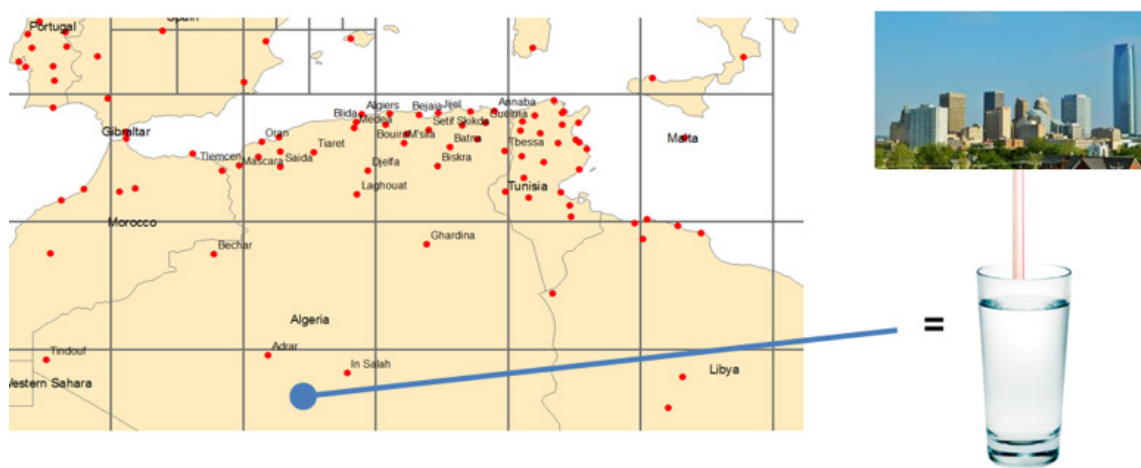 Spain
Portugal
Gibraltar
Algiers
Blida
Medea
Bejaia
Jijel
Annaba
Guelma
Setif
Skikda
Bouira
M'sila
Batna
Tbessa
Oran
Tiaret
Tlemcen
Mascara
Saida
Djelfa
Biskra
Laghouat
Tunisia
Malta
Morocco
Bechar
Ghardina
Algeria
=
Tindouf
Adrar
In Salah
Libya
Western Sahara